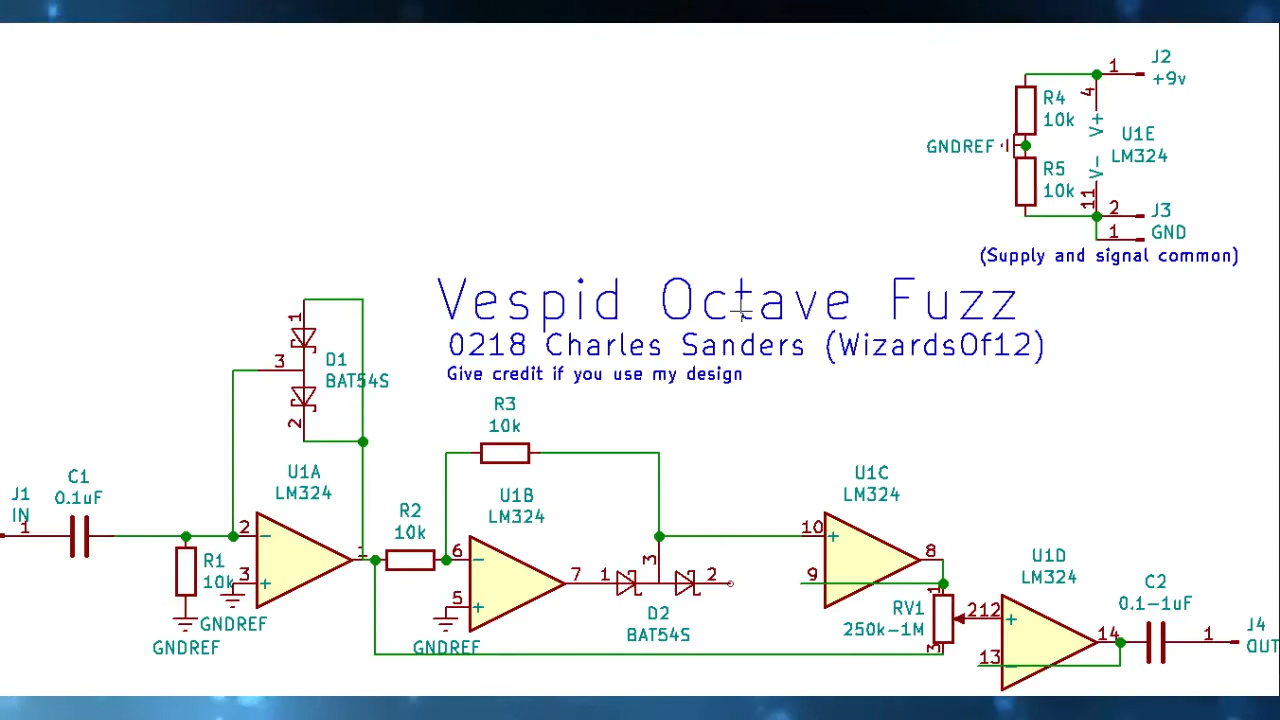 J2
1
+9v
4
R4
10k
V+
U1E
GNDREF
LM324
V-
R5
10k
11
2
J3
1
GND
(Supply and signal common)
Vespid Octave Fuzz
0218 Charles Sanders (WizardsOf12)
Give credit if you use my design
1
D1
3
BAT54S
2
R3
10k
U1A
LM324
U1B
LM324
U1C
LM324
C1
0.1uF
J1
IN
1
R2
10k
2
-
1
6
-
10
+
8
R1
10k
3
+
7
1
3
2
9
U1D
LM324
GNDREF
GNDREF
5
+
GNDREF
D2
BAT54S
RV1
250k-1M
1
2
3
12
+
13
-
14
C2
0.1-1uF
1
J4
OUT